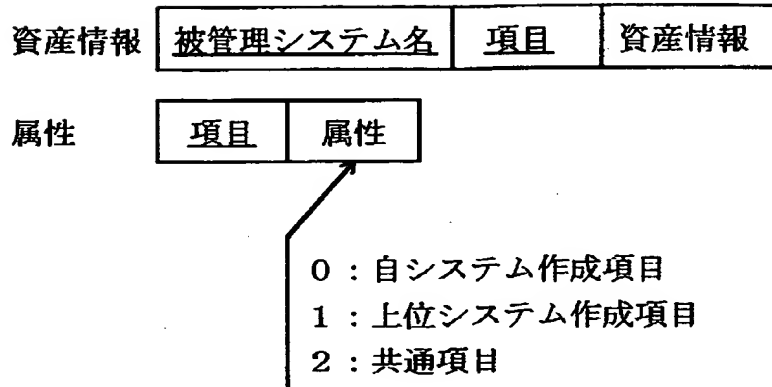 資産情報 被管理システム名 項目 資産情報
属性 項目 属性
0：自システム作成項目
1：上位システム作成項目
2：共通項目